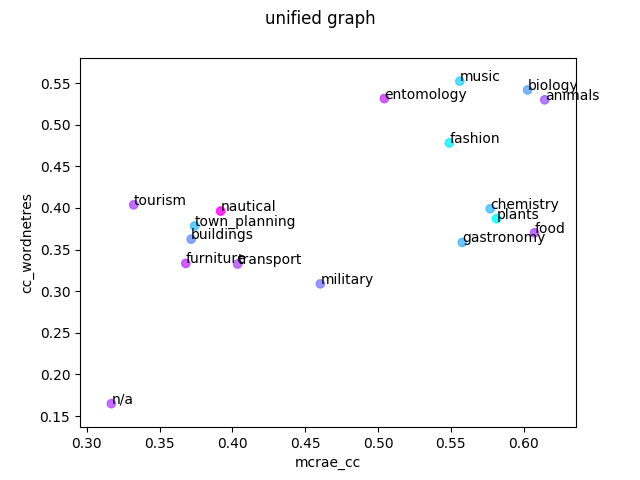 unified graph
music
biology
animals
entomology
fashion
tourism
nautical
chemistry
plants
town_planning
buildings
food
gastronomy
furniture
transport
military
n/a
0.55
0.50
0.45
0.40
0.35
0.30
0.25
0.20
0.15
cc_wordnetres
0.30
0.35
0.40
0.45
0.50
0.55
0.60
mcrae_cc